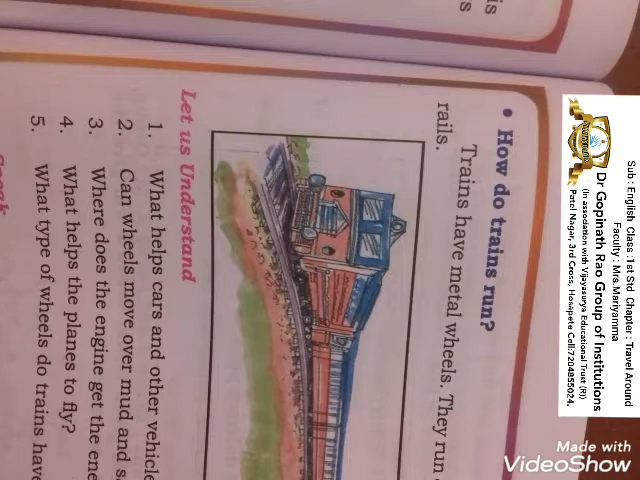 is
s
• How do trains run?
Trains have metal wheels. They run
rails.
Let us Understand
1. What helps cars and other vehicle
2. Can wheels move over mud and s
3. Where does the engine get the ene
4. What helps the planes to fly?
5. What type of wheels do trains have
Speak
Sub : English Class :1st Std Chapter : Travel Around
Faculty : Mrs.Mariyamma
Dr Gopinath Rao Group of Institutions
(In association with Vijayasurya Educational Trust (R))
Patel Nagar, 3rd Cross, Hosapete Cell:7204855024,
Made with
VideoShow